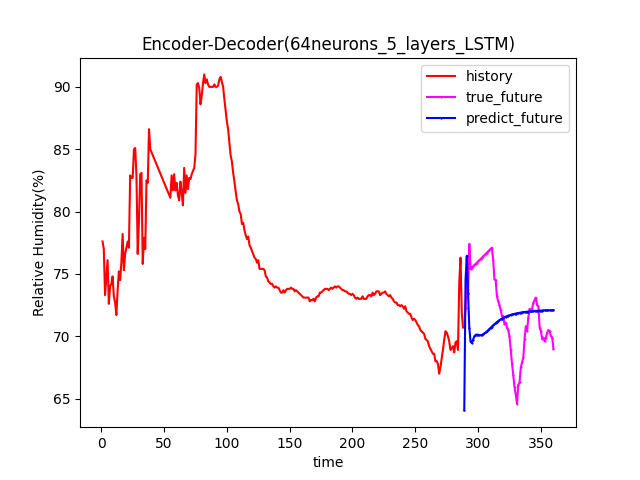 Encoder-Decoder(64neurons_5_layers_LSTM)
history
true_future
predict_future
Relative Humidity(%)
90
85
80
75
70
65
0
50
100
150
200
250
300
350
time